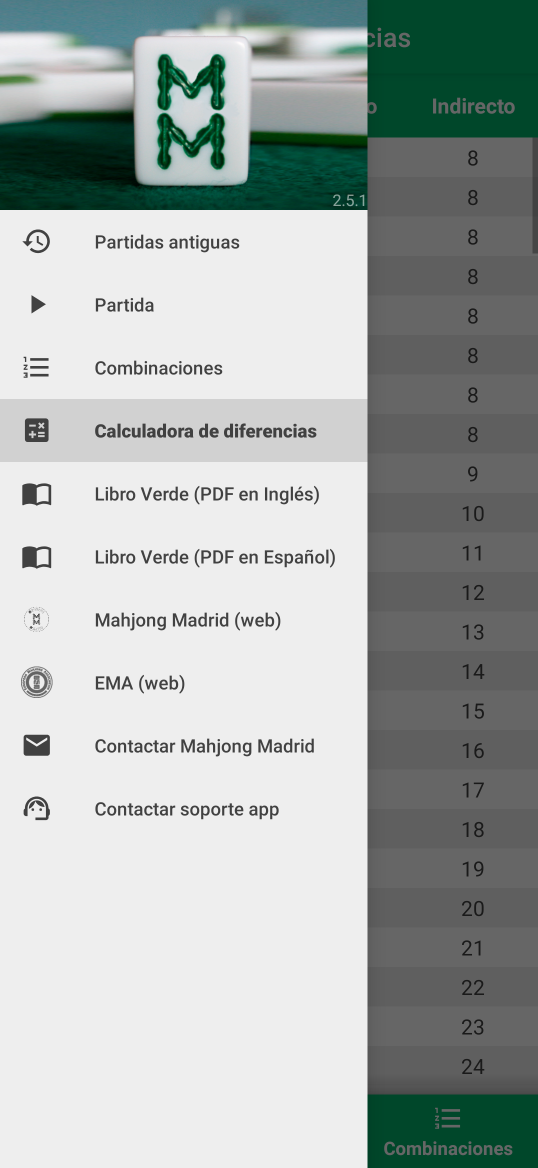 cias
M
M
2.5.1
o
Indirecto
Partidas antiguas
Partida
Combinaciones
Calculadora de diferencias
Libro Verde (PDF en Inglés)
Libro Verde (PDF en Español)
Mahjong Madrid (web)
EMA (web)
Contactar Mahjong Madrid
Contactar soporte app
8
8
8
8
8
8
8
8
9
10
11
12
13
14
15
16
17
18
19
20
21
22
23
24
Combinaciones